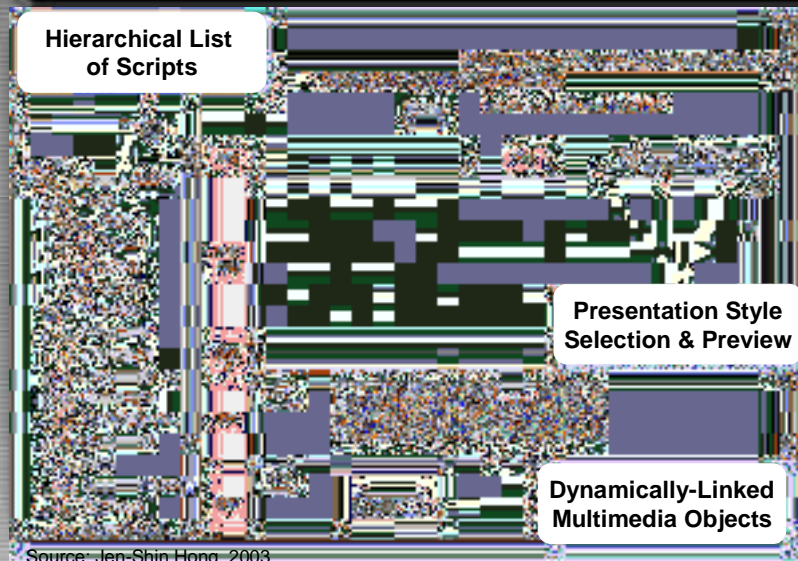 Hierarchical List
of Scripts
Presentation Style
Selection & Preview
Dynamically-Linked
Multimedia Objects
Source: Jen-Shin Hong, 2003